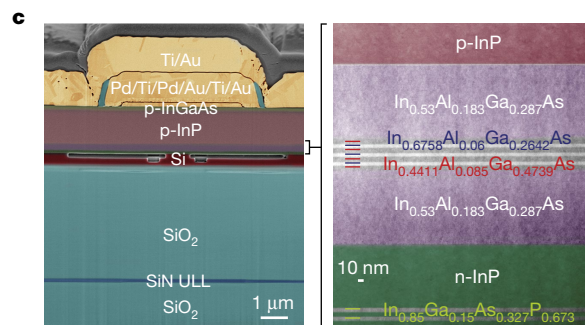 c
Ti/Au
Pd/Ti/Pd/Au/Ti/Au
p-InGaAs
p-InP
Si
SiO₂
SiN ULL
SiO₂
1 μm
p-InP
In₀.₅₃Al₀.₁₈₃Ga₀.₂₈₇As
In₀.₆₇₅₈Al₀.₀₆Ga₀.₂₆₄₂As
In₀.₄₄₁₁Al₀.₀₈₅Ga₀.₄₇₃₉As
In₀.₅₃Al₀.₁₈₃Ga₀.₂₈₇As
10 nm
n-InP
In₀.₈₅Ga₀.₁₅As₀.₃₂₇P₀.₆₇₃